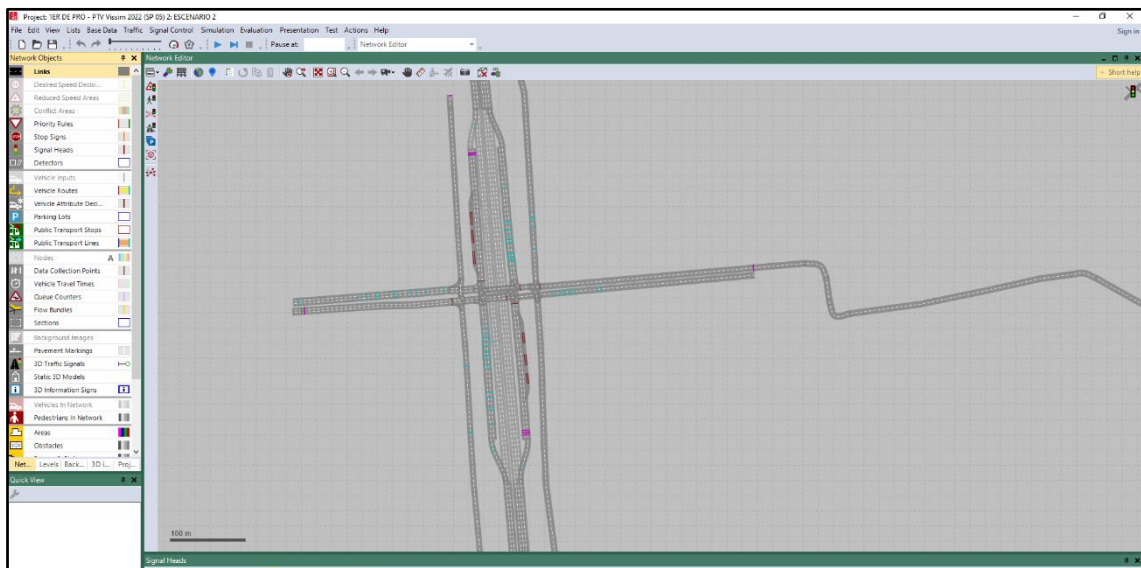 Project: 1ER DE PRO - PTV Vissim 2022 (SP 05) 2: ESCENARIO 2
File Edit View Lists Base Data Traffic Signal Control Simulation Evaluation Presentation Test Actions Help
Sign in
Pause at:
Network Editor
Network Objects
Network Editor
Short help
Links
Desired Speed Decisi...
Reduced Speed Areas
Conflict Areas
Priority Rules
Stop Signs
Signal Heads
Detectors
Vehicle Inputs
Vehicle Routes
Vehicle Attribute Deci...
Parking Lots
Public Transport Stops
Public Transport Lines
Nodes A
Data Collection Points
Vehicle Travel Times
Queue Counters
Flow Bundles
Sections
Background Images
Pavement Markings
3D Traffic Signals
Static 3D Models
3D Information Signs
Vehicles In Network
Pedestrians In Network
Areas
Obstacles
Net... Levels Back... 3D i... Proj...
Quick View
100 m
Signal Heads